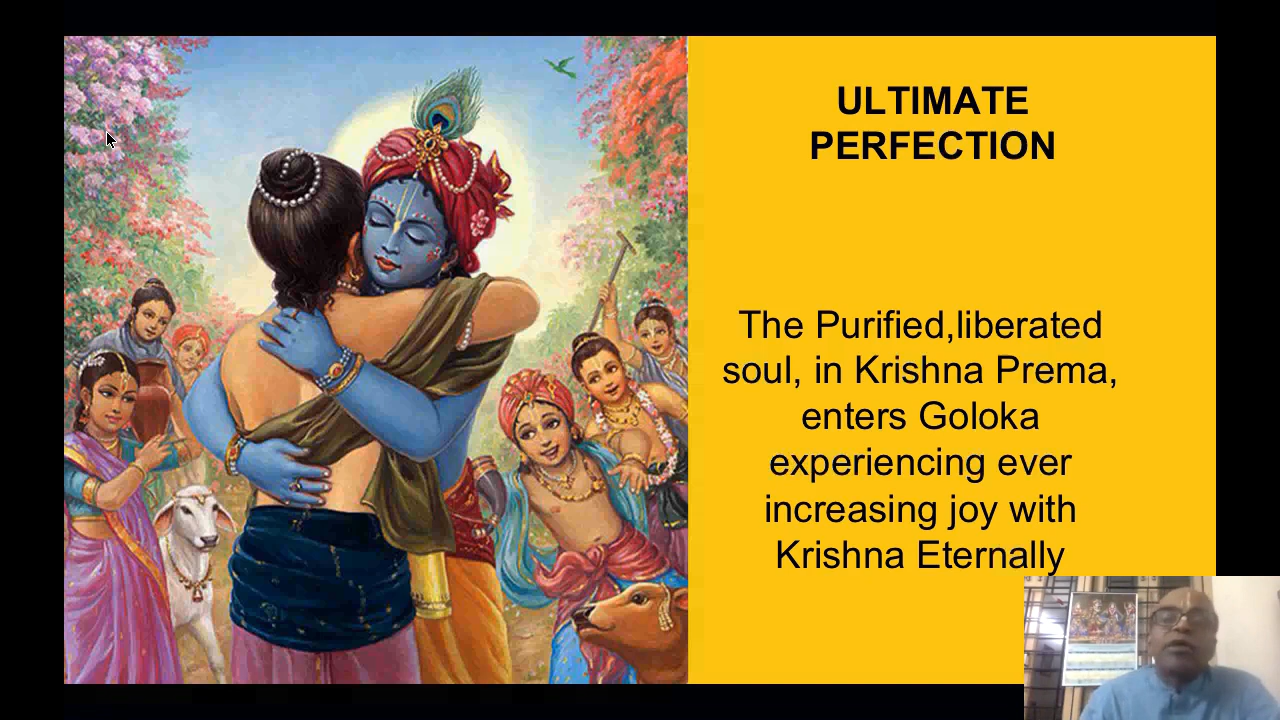 ULTIMATE
PERFECTION
The Purified,liberated
soul, in Krishna Prema,
enters Goloka
experiencing ever
increasing joy with
Krishna Eternally